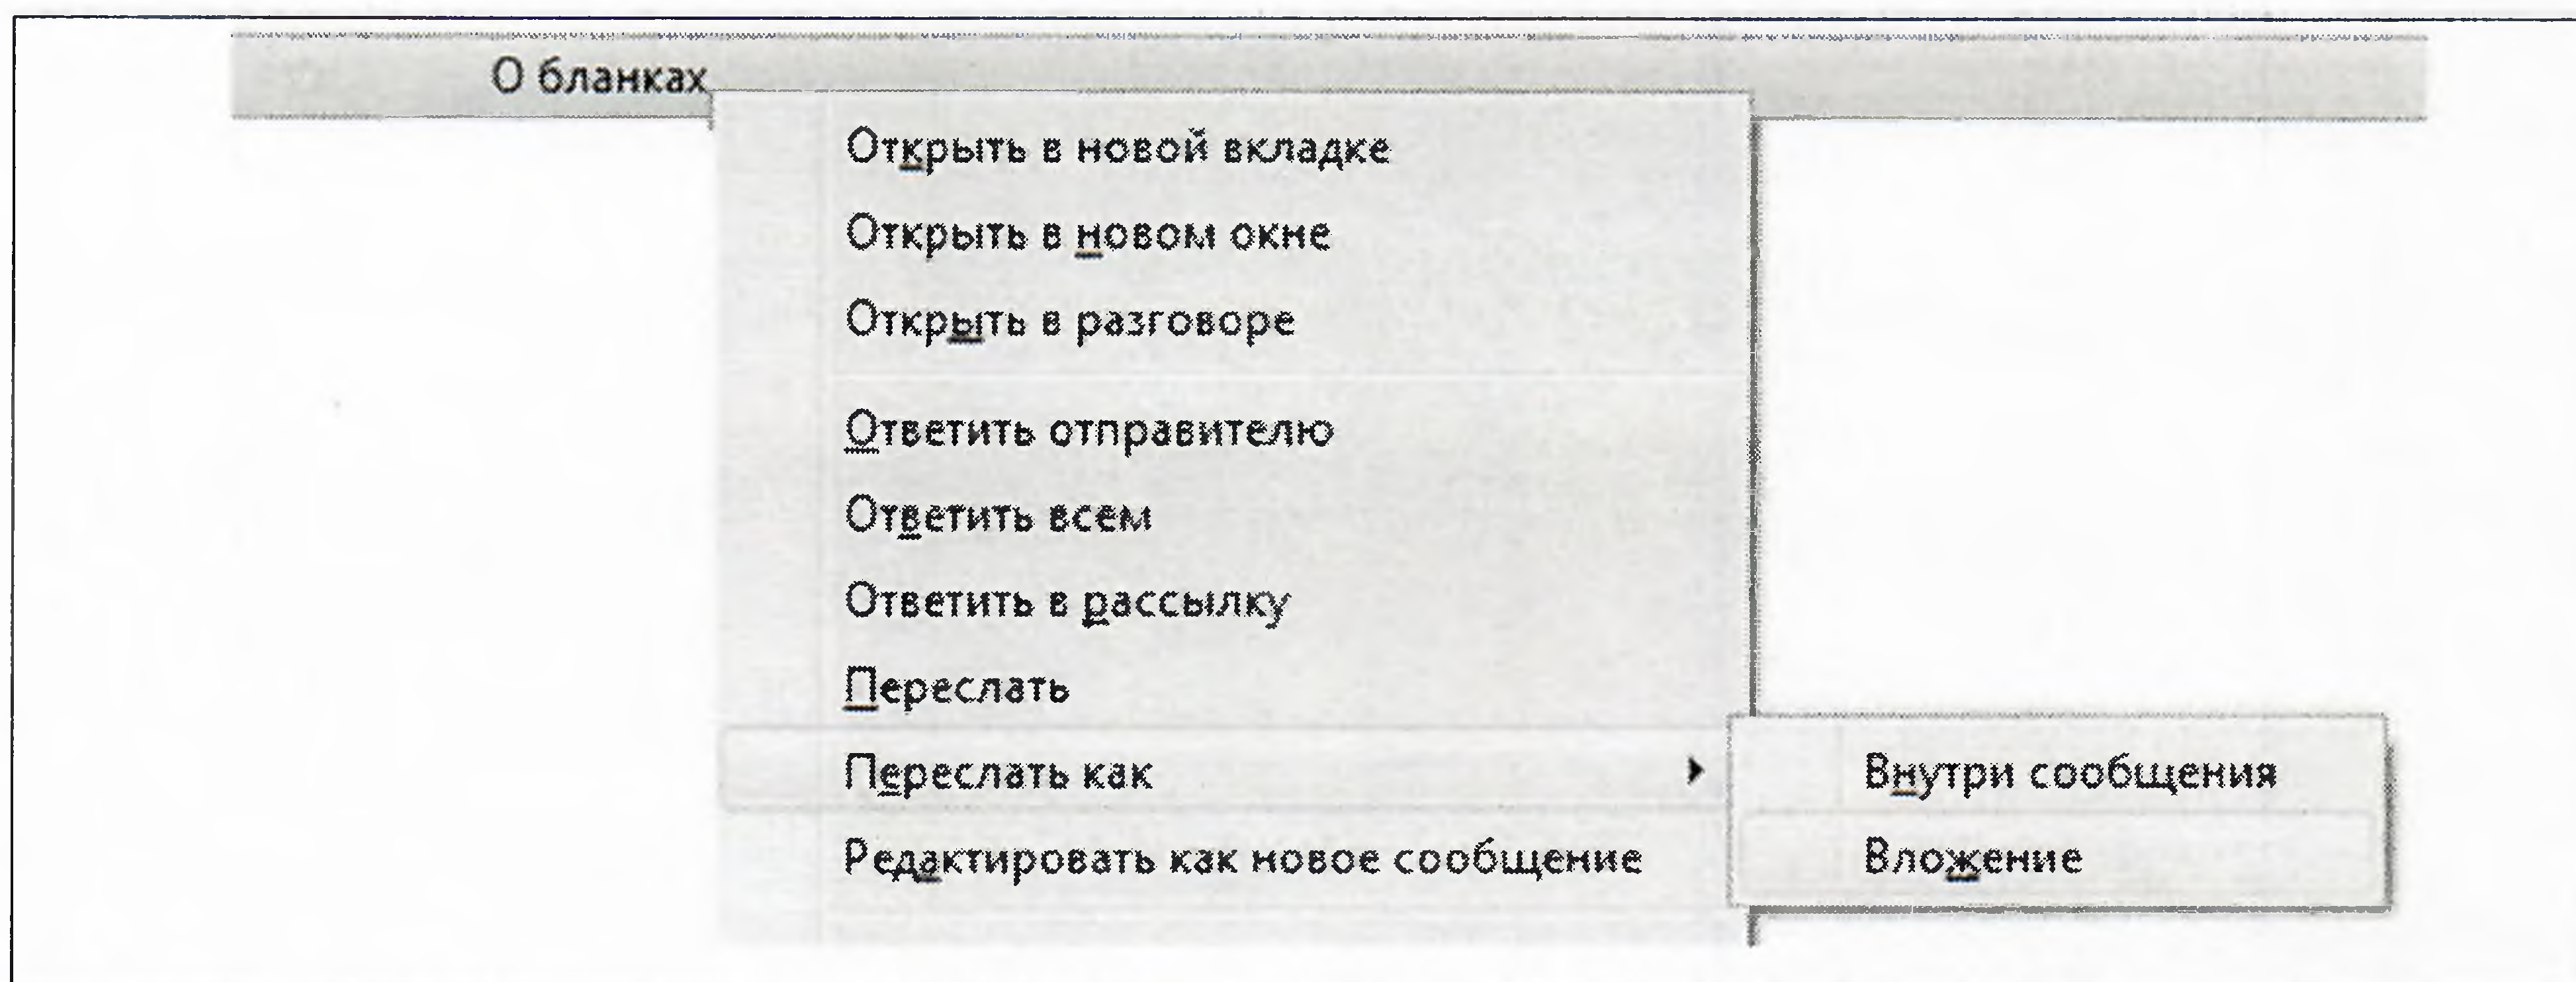 О бланках
Открыть в новой вкладке
Открыть в новом окне
Открыть в разговоре
Ответить отправителю
Ответить всем
Ответить в рассылку
Переслать
Переслать как
Внутри сообщения
Редактировать как новое сообщение
Вложение